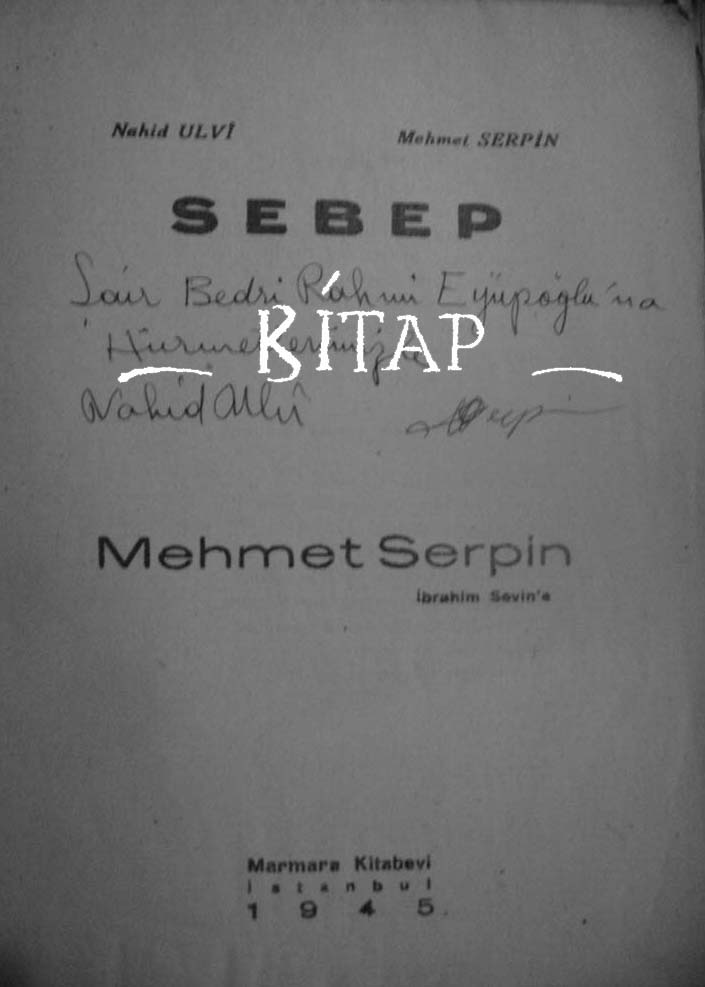 Nahid ULVİ Mehmet SERPİN
SEBEP
Şair Bedri Rahmi Eyüpoğlu'na
Hürmetlerimizle
KİTAP
Nahid Ulvi
Mehmet Serpin
İbrahim Sevin'e
Marmara Kitabevi
İstanbul
1945